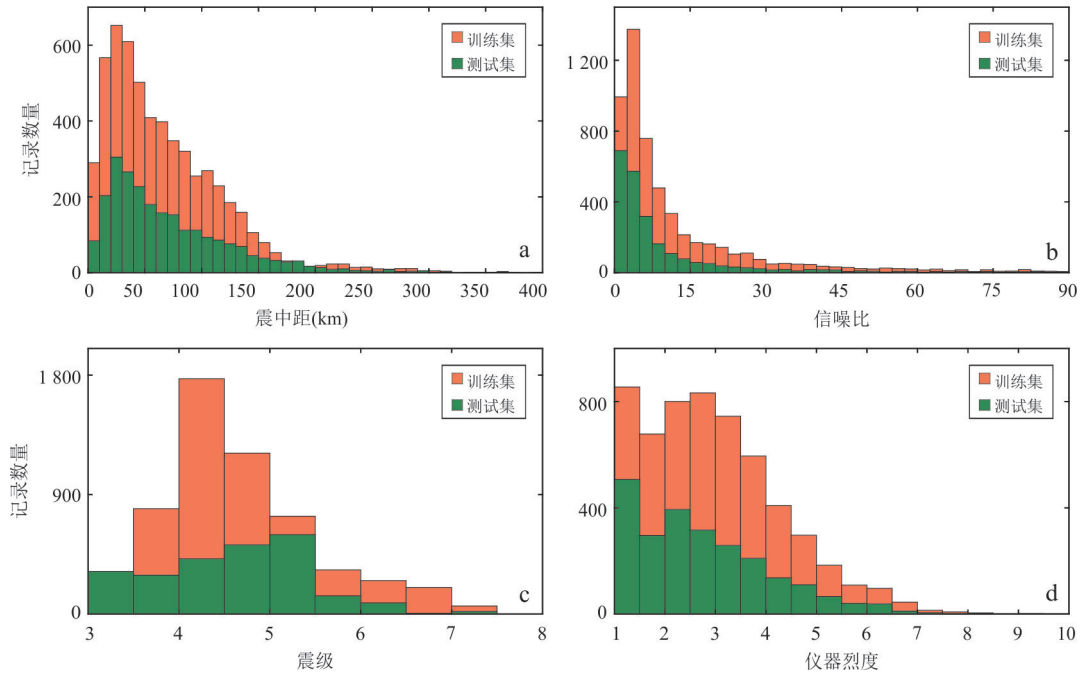 600
400
200
0
记录数量
训练集
测试集
a
0 50 100 150 200 250 300 350 400
震中距(km)
1 200
800
400
0
训练集
测试集
b
0 15 30 45 60 75 90
信噪比
1 800
900
0
记录数量
训练集
测试集
c
3 4 5 6 7 8
震级
800
400
0
训练集
测试集
d
1 2 3 4 5 6 7 8 9 10
仪器烈度